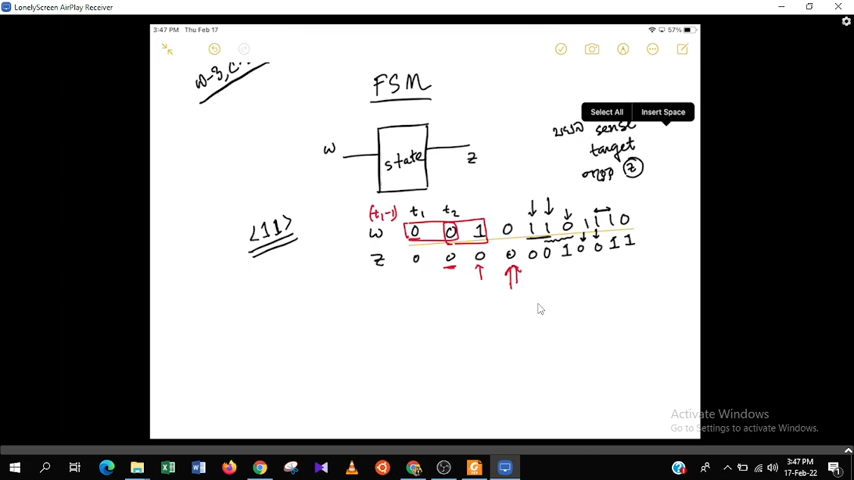 LonelyScreen AirPlay Receiver
3:47 PM Thu Feb 17
57%
FSM
Select All
Insert Space
sense
target
z
w
state
z
(t₁-1) t₁ t₂
<11>
w 0 0 1 0 1 1 0 1 1 1 0
z 0 0 0 0 0 0 1 0 0 1 1
Activate Windows
Go to Settings to activate Windows.
3:47 PM
17-Feb-22